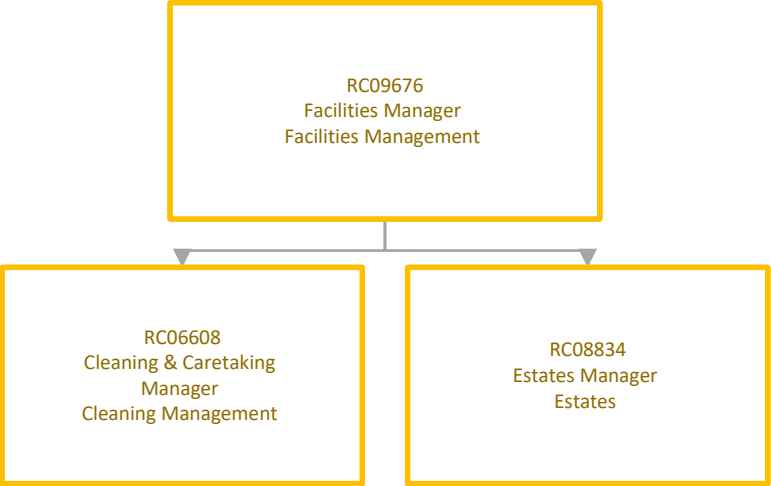 RC09676
Facilities Manager
Facilities Management
RC06608
Cleaning & Caretaking
Manager
Cleaning Management
RC08834
Estates Manager
Estates